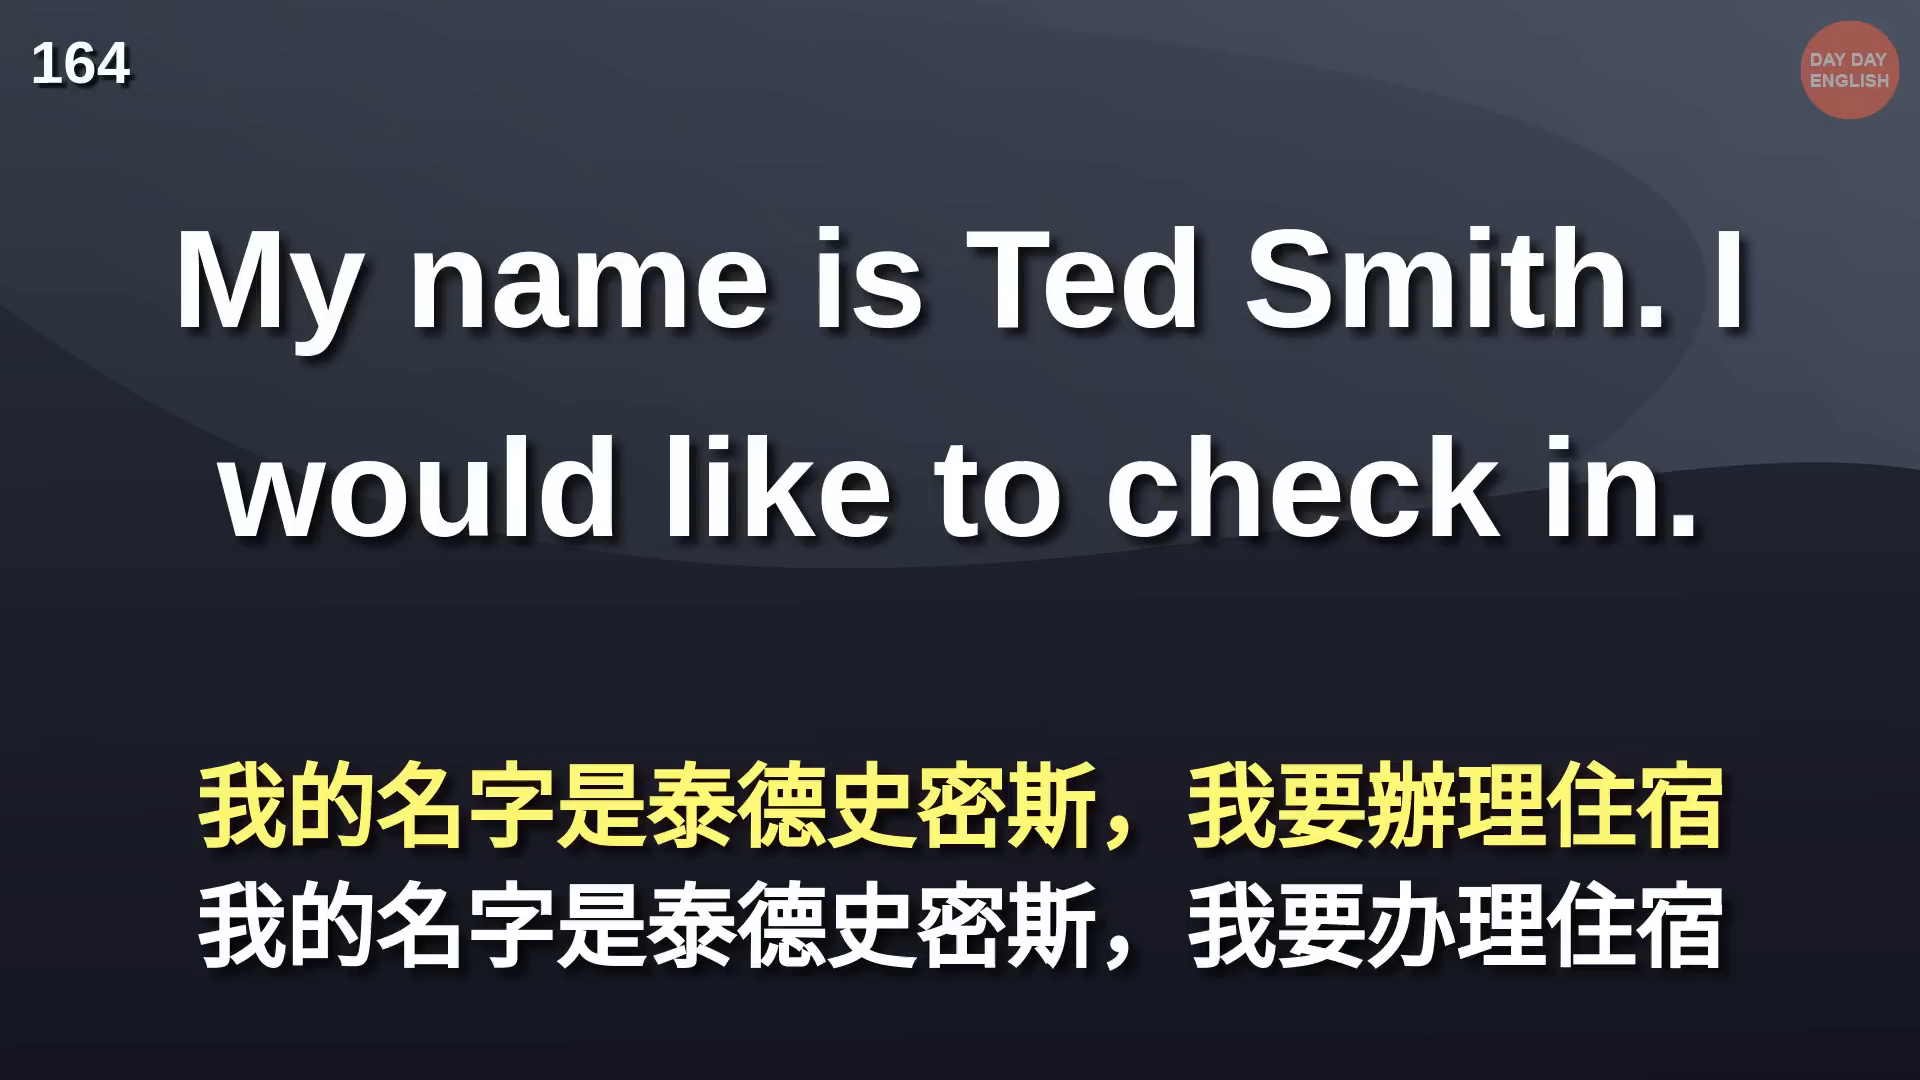 164
DAY DAY
ENGLISH
My name is Ted Smith. I
would like to check in.
我的名字是泰德史密斯，我要辦理住宿
我的名字是泰德史密斯，我要办理住宿